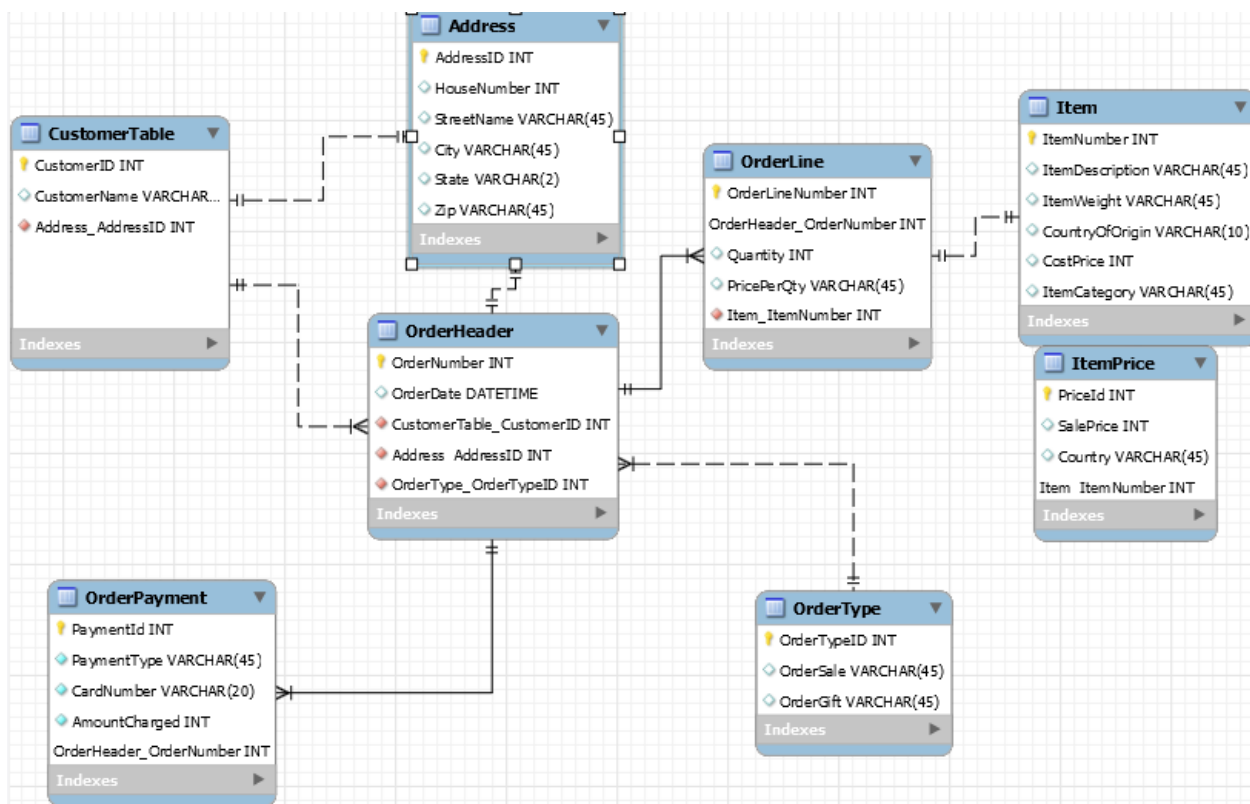 Address
AddressID INT
HouseNumber INT
StreetName VARCHAR(45)
City VARCHAR(45)
State VARCHAR(2)
Zip VARCHAR(45)
Indexes
CustomerTable
CustomerID INT
CustomerName VARCHAR...
Address_AddressID INT
Indexes
OrderLine
OrderLineNumber INT
OrderHeader_OrderNumber INT
Quantity INT
PricePerQty VARCHAR(45)
Item_ItemNumber INT
Indexes
Item
ItemNumber INT
ItemDescription VARCHAR(45)
ItemWeight VARCHAR(45)
CountryOfOrigin VARCHAR(10)
CostPrice INT
ItemCategory VARCHAR(45)
Indexes
OrderHeader
OrderNumber INT
OrderDate DATETIME
CustomerTable_CustomerID INT
Address_AddressID INT
OrderType_OrderTypeID INT
Indexes
ItemPrice
PriceId INT
SalePrice INT
Country VARCHAR(45)
Item_ItemNumber INT
Indexes
OrderPayment
PaymentId INT
PaymentType VARCHAR(45)
CardNumber VARCHAR(20)
AmountCharged INT
OrderHeader_OrderNumber INT
Indexes
OrderType
OrderTypeID INT
OrderSale VARCHAR(45)
OrderGift VARCHAR(45)
Indexes